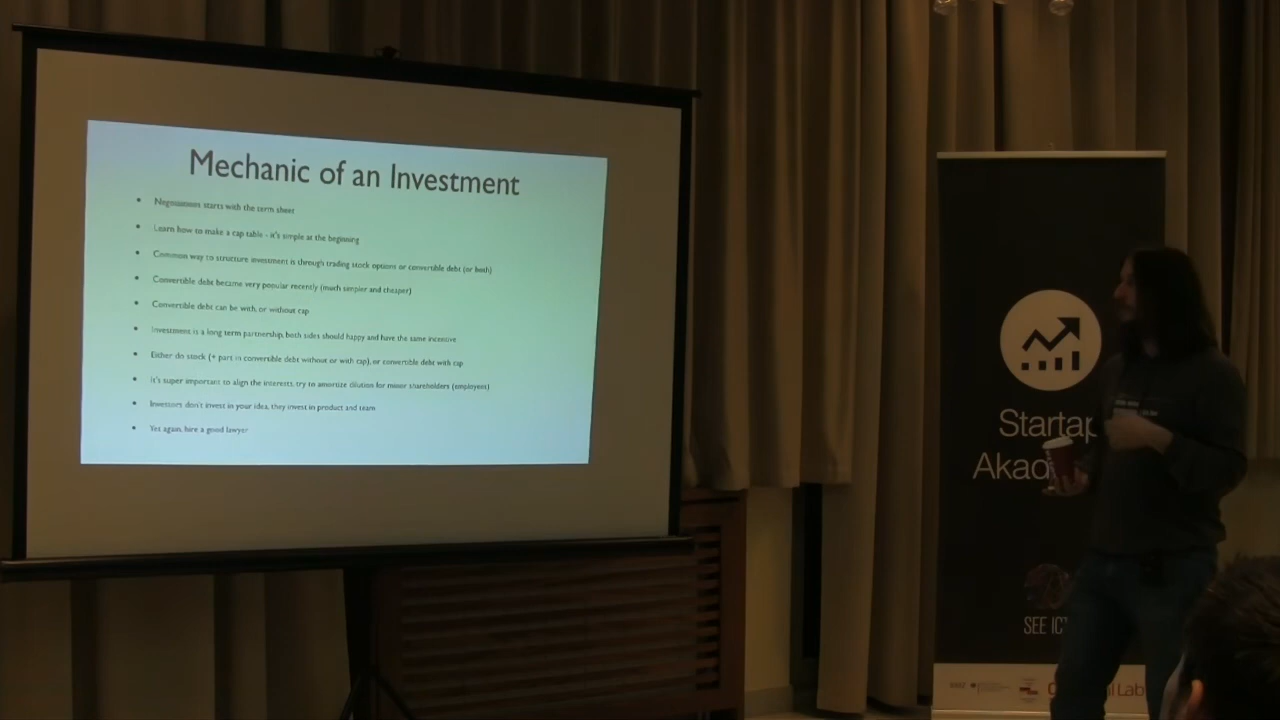 Mechanic of an Investment
• Negotiations starts with the term sheet
• Learn how to make a cap table - it's simple at the beginning
• Common way to structure investment is through trading stock options or convertible debt (or both)
• Convertible debt became very popular recently (much simpler and cheaper)
• Convertible debt can be with, or without cap
• Investment is a long term partnership, both sides should happy and have the same incentive
• Either do stock (+ part in convertible debt without or with cap), or convertible debt with cap
• It's super important to align the interests, try to amortize dilution for minor shareholders (employees)
• Investors don't invest in your idea, they invest in product and team
• Yet again, hire a good lawyer
Startap
Akad
SEE ICT
Lab